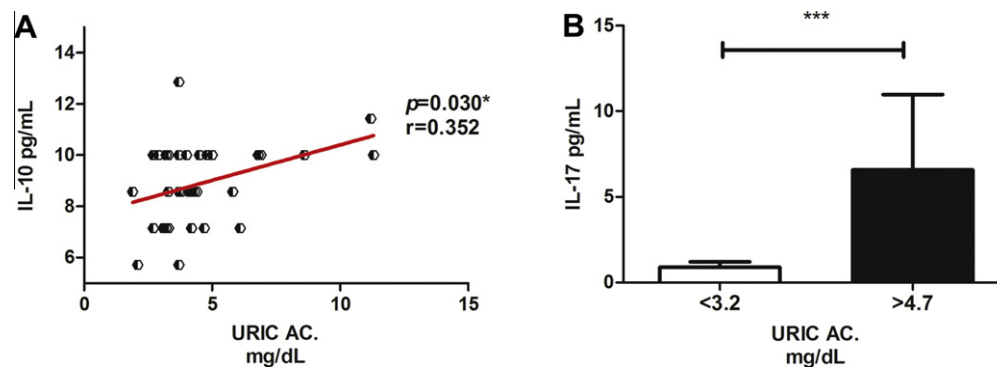 A
IL-10 pg/mL
14
12
10
8
6
p=0.030*
r=0.352
0
5
10
15
URIC AC.
mg/dL
B
IL-17 pg/mL
15
10
5
0
***
<3.2
>4.7
URIC AC.
mg/dL